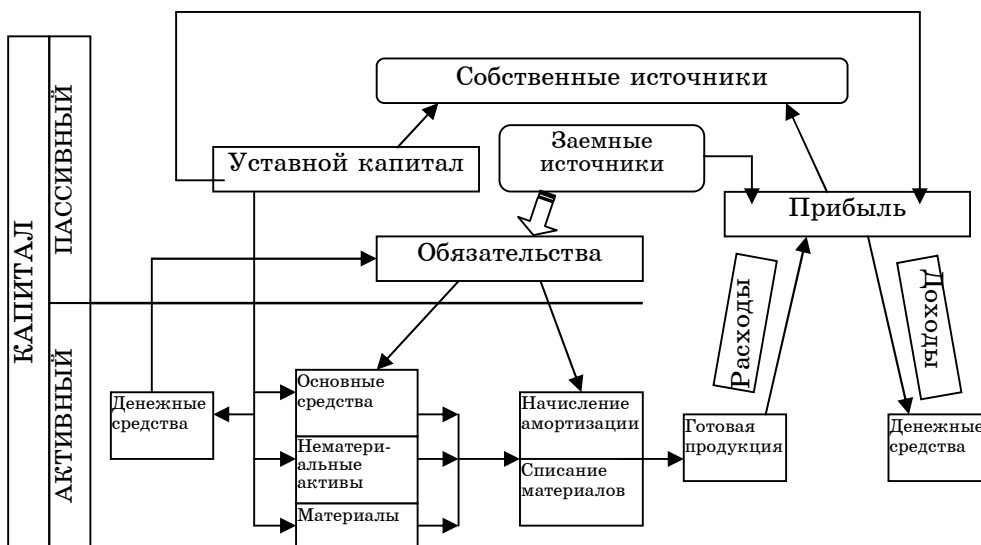 КАПИТАЛ
ПАССИВНЫЙ
АКТИВНЫЙ
Собственные источники
Уставной капитал
Заемные
источники
Прибыль
Обязательства
Расходы
Доходы
Денежные
средства
Основные
средства
Нематери-
альные
активы
Материалы
Начисление
амортизации
Списание
материалов
Готовая
продукция
Денежные
средства